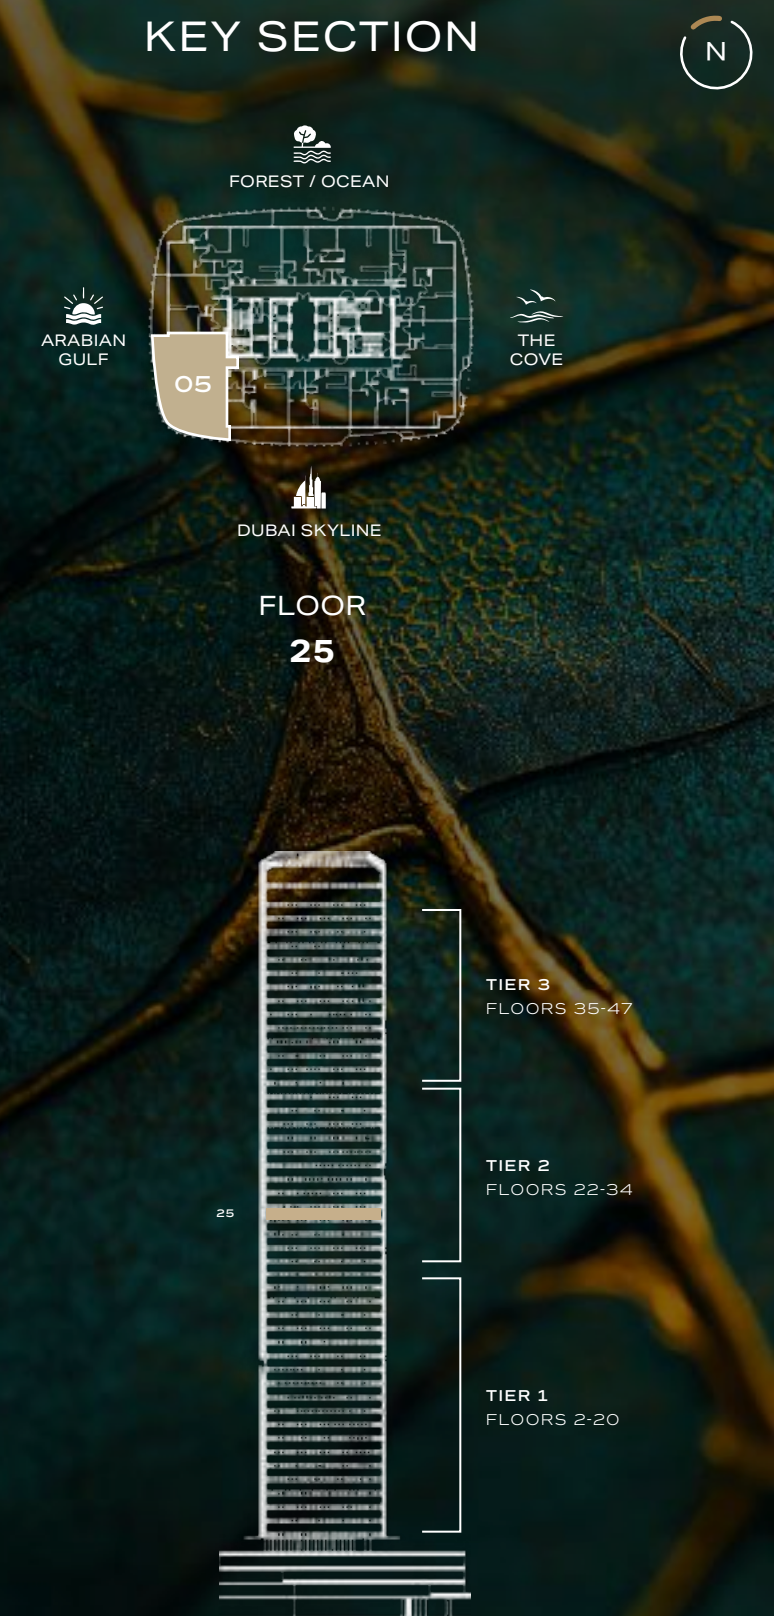 KEY SECTION
N
FOREST / OCEAN
ARABIAN
GULF
THE
COVE
05
DUBAI SKYLINE
FLOOR
25
TIER 3
FLOORS 35-47
TIER 2
FLOORS 22-34
25
TIER 1
FLOORS 2-20